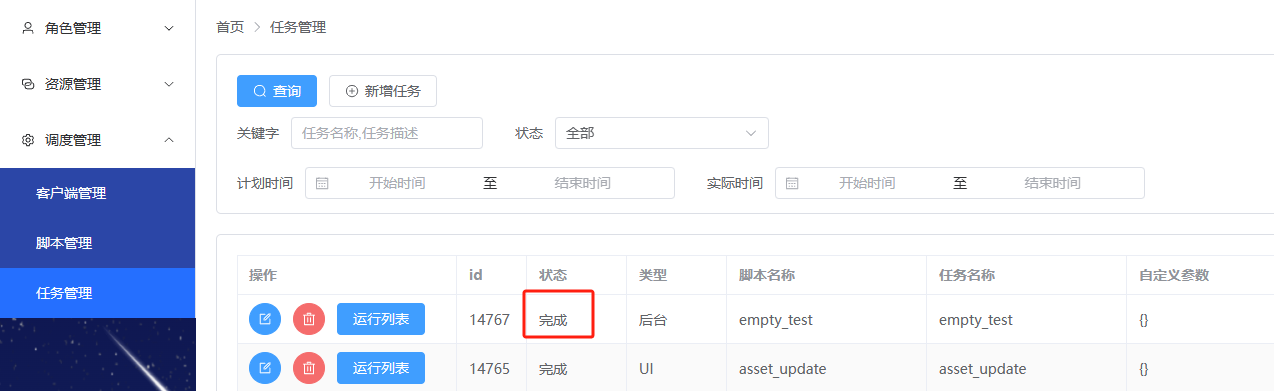 角色管理
资源管理
调度管理
客户端管理
脚本管理
任务管理
首页 > 任务管理
查询 新增任务
关键字 任务名称,任务描述 状态 全部
计划时间 开始时间 至 结束时间 实际时间 开始时间 至 结束时间
操作 id 状态 类型 脚本名称 任务名称 自定义参数
运行列表 14767 完成 后台 empty_test empty_test {}
运行列表 14765 完成 UI asset_update asset_update {}